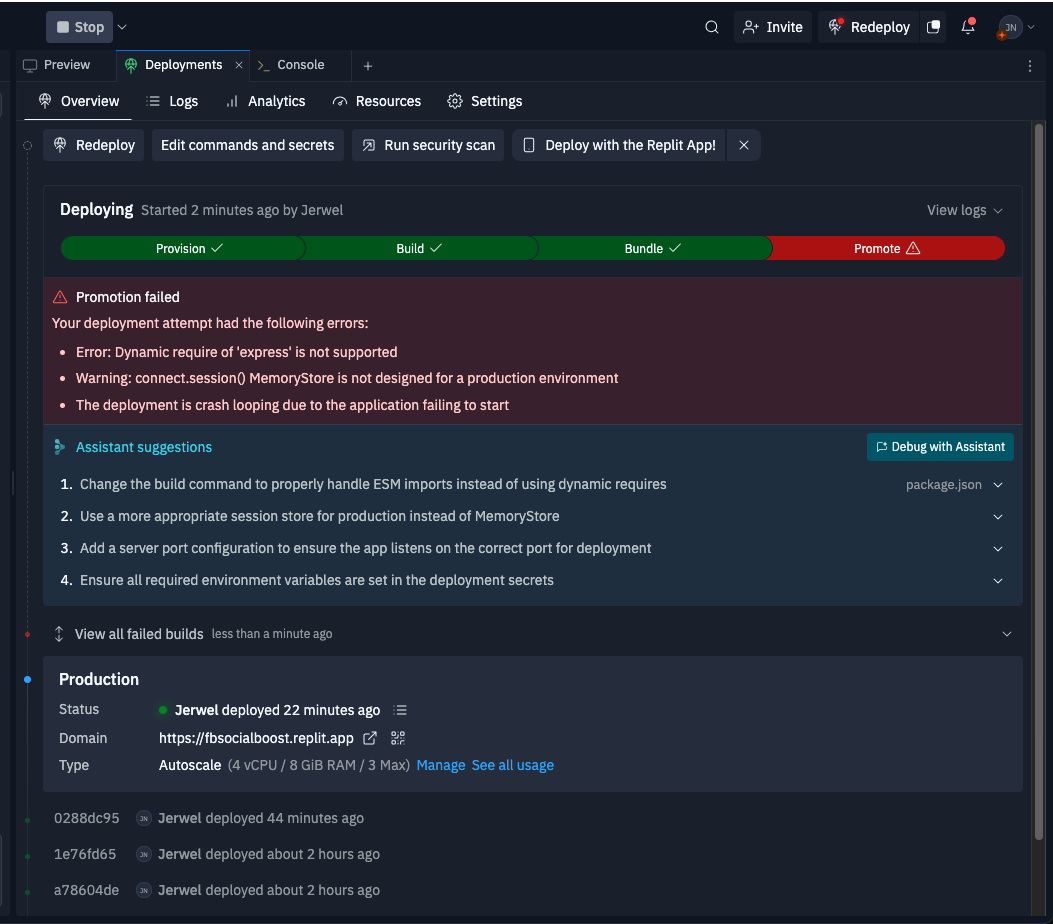 Stop
Invite
Redeploy
JN
Preview
Deployments
Console
Overview
Logs
Analytics
Resources
Settings
Redeploy
Edit commands and secrets
Run security scan
Deploy with the Replit App!
Deploying Started 2 minutes ago by Jerwel
View logs
Provision
Build
Bundle
Promote
Promotion failed
Your deployment attempt had the following errors:
• Error: Dynamic require of 'express' is not supported
• Warning: connect.session() MemoryStore is not designed for a production environment
• The deployment is crash looping due to the application failing to start
Assistant suggestions
Debug with Assistant
1. Change the build command to properly handle ESM imports instead of using dynamic requires
package.json
2. Use a more appropriate session store for production instead of MemoryStore
3. Add a server port configuration to ensure the app listens on the correct port for deployment
4. Ensure all required environment variables are set in the deployment secrets
View all failed builds less than a minute ago
Production
Status Jerwel deployed 22 minutes ago
Domain https://fbsocialboost.replit.app
Type Autoscale (4 vCPU / 8 GiB RAM / 3 Max) Manage See all usage
0288dc95 JN Jerwel deployed 44 minutes ago
1e76fd65 JN Jerwel deployed about 2 hours ago
a78604de JN Jerwel deployed about 2 hours ago